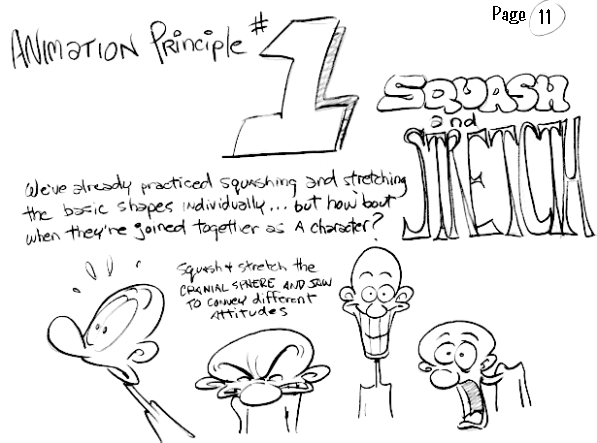 Page 11
ANIMATION PRINCIPLE # 1
SQUASH
and
STRETCH
We've already practiced squashing and stretching
the basic shapes individually... but how 'bout
when they're joined together as A character?
Squash & stretch the
CRANIAL SPHERE AND JAW
TO convey different
Attitudes